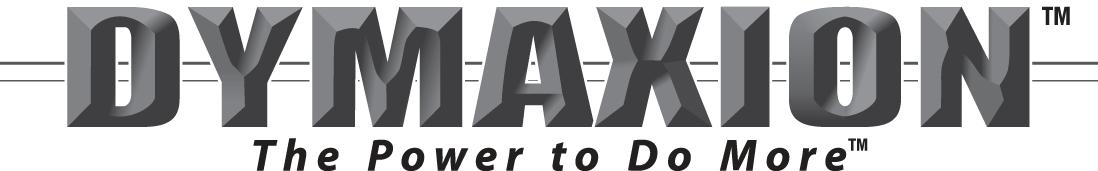 DYMAXION™
The Power to Do More™